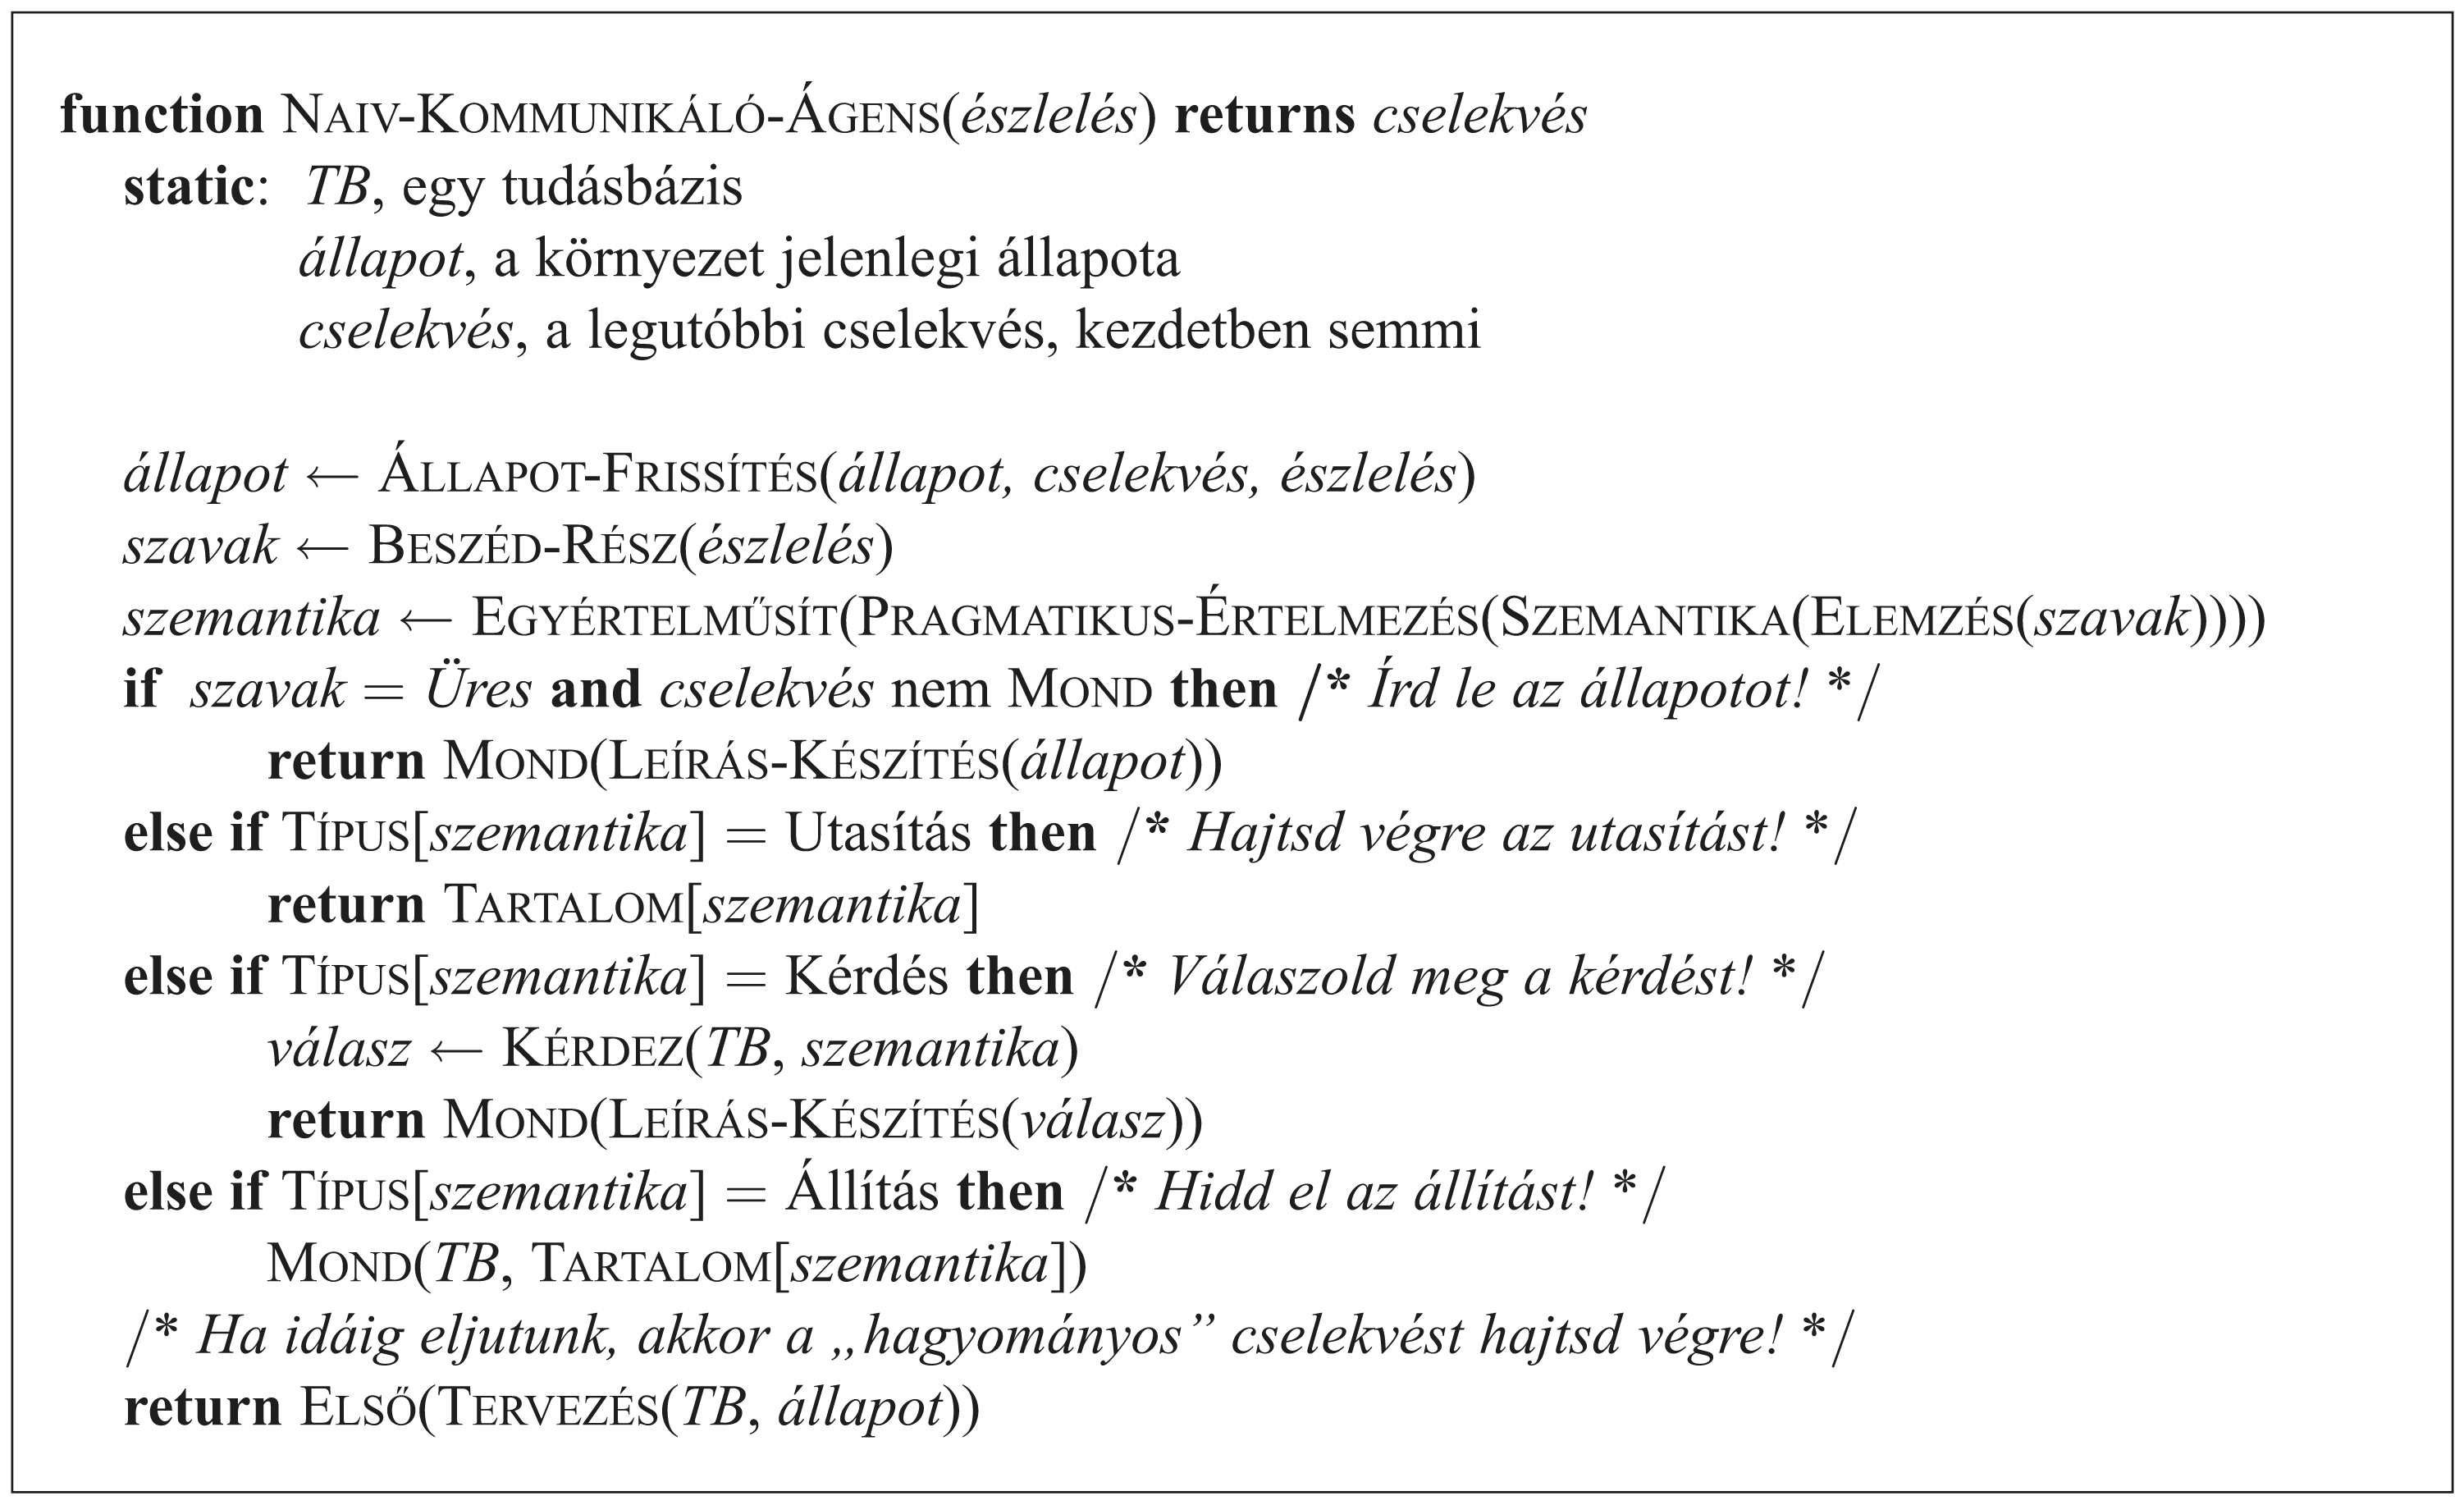 function NAIV-KOMMUNIKÁLÓ-ÁGENS(észlelés) returns cselekvés
static: TB, egy tudásbázis
állapot, a környezet jelenlegi állapota
cselekvés, a legutóbbi cselekvés, kezdetben semmi
állapot ← ÁLLAPOT-FRISSÍTÉS(állapot, cselekvés, észlelés)
szavak ← BESZÉD-RÉSZ(észlelés)
szemantika ← EGYÉRTELMŰSÍT(PRAGMATIKUS-ÉRTELMEZÉS(SZEMANTIKA(ELEMZÉS(szavak))))
if szavak = Üres and cselekvés nem MOND then /* Írd le az állapotot! */
return MOND(LEÍRÁS-KÉSZÍTÉS(állapot))
else if TÍPUS[szemantika] = Utasítás then /* Hajtsd végre az utasítást! */
return TARTALOM[szemantika]
else if TÍPUS[szemantika] = Kérdés then /* Válaszold meg a kérdést! */
válasz ← KÉRDEZ(TB, szemantika)
return MOND(LEÍRÁS-KÉSZÍTÉS(válasz))
else if TÍPUS[szemantika] = Állítás then /* Hidd el az állítást! */
MOND(TB, TARTALOM[szemantika])
/* Ha idáig eljutunk, akkor a „hagyományos” cselekvést hajtsd végre! */
return ELSŐ(TERVEZÉS(TB, állapot))